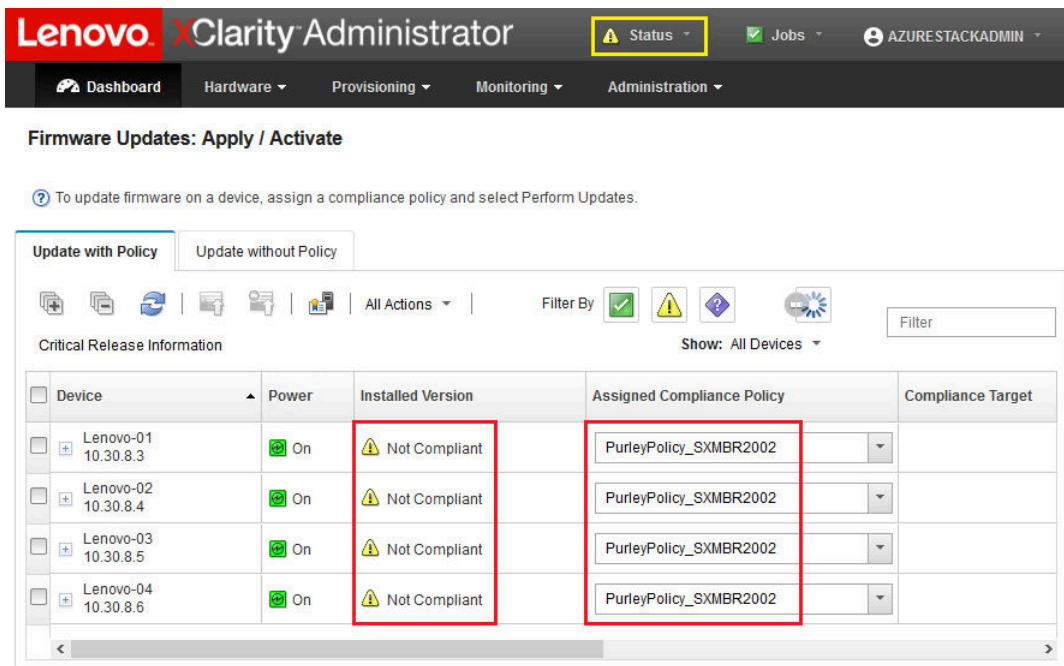 Lenovo. XClarity Administrator Status Jobs AZURESTACKADMIN
Dashboard Hardware Provisioning Monitoring Administration
Firmware Updates: Apply / Activate
? To update firmware on a device, assign a compliance policy and select Perform Updates.
Update with Policy Update without Policy
All Actions Filter By Filter
Critical Release Information Show: All Devices
Device Power Installed Version Assigned Compliance Policy Compliance Target
Lenovo-01
10.30.8.3 On Not Compliant PurleyPolicy_SXMBR2002
Lenovo-02
10.30.8.4 On Not Compliant PurleyPolicy_SXMBR2002
Lenovo-03
10.30.8.5 On Not Compliant PurleyPolicy_SXMBR2002
Lenovo-04
10.30.8.6 On Not Compliant PurleyPolicy_SXMBR2002